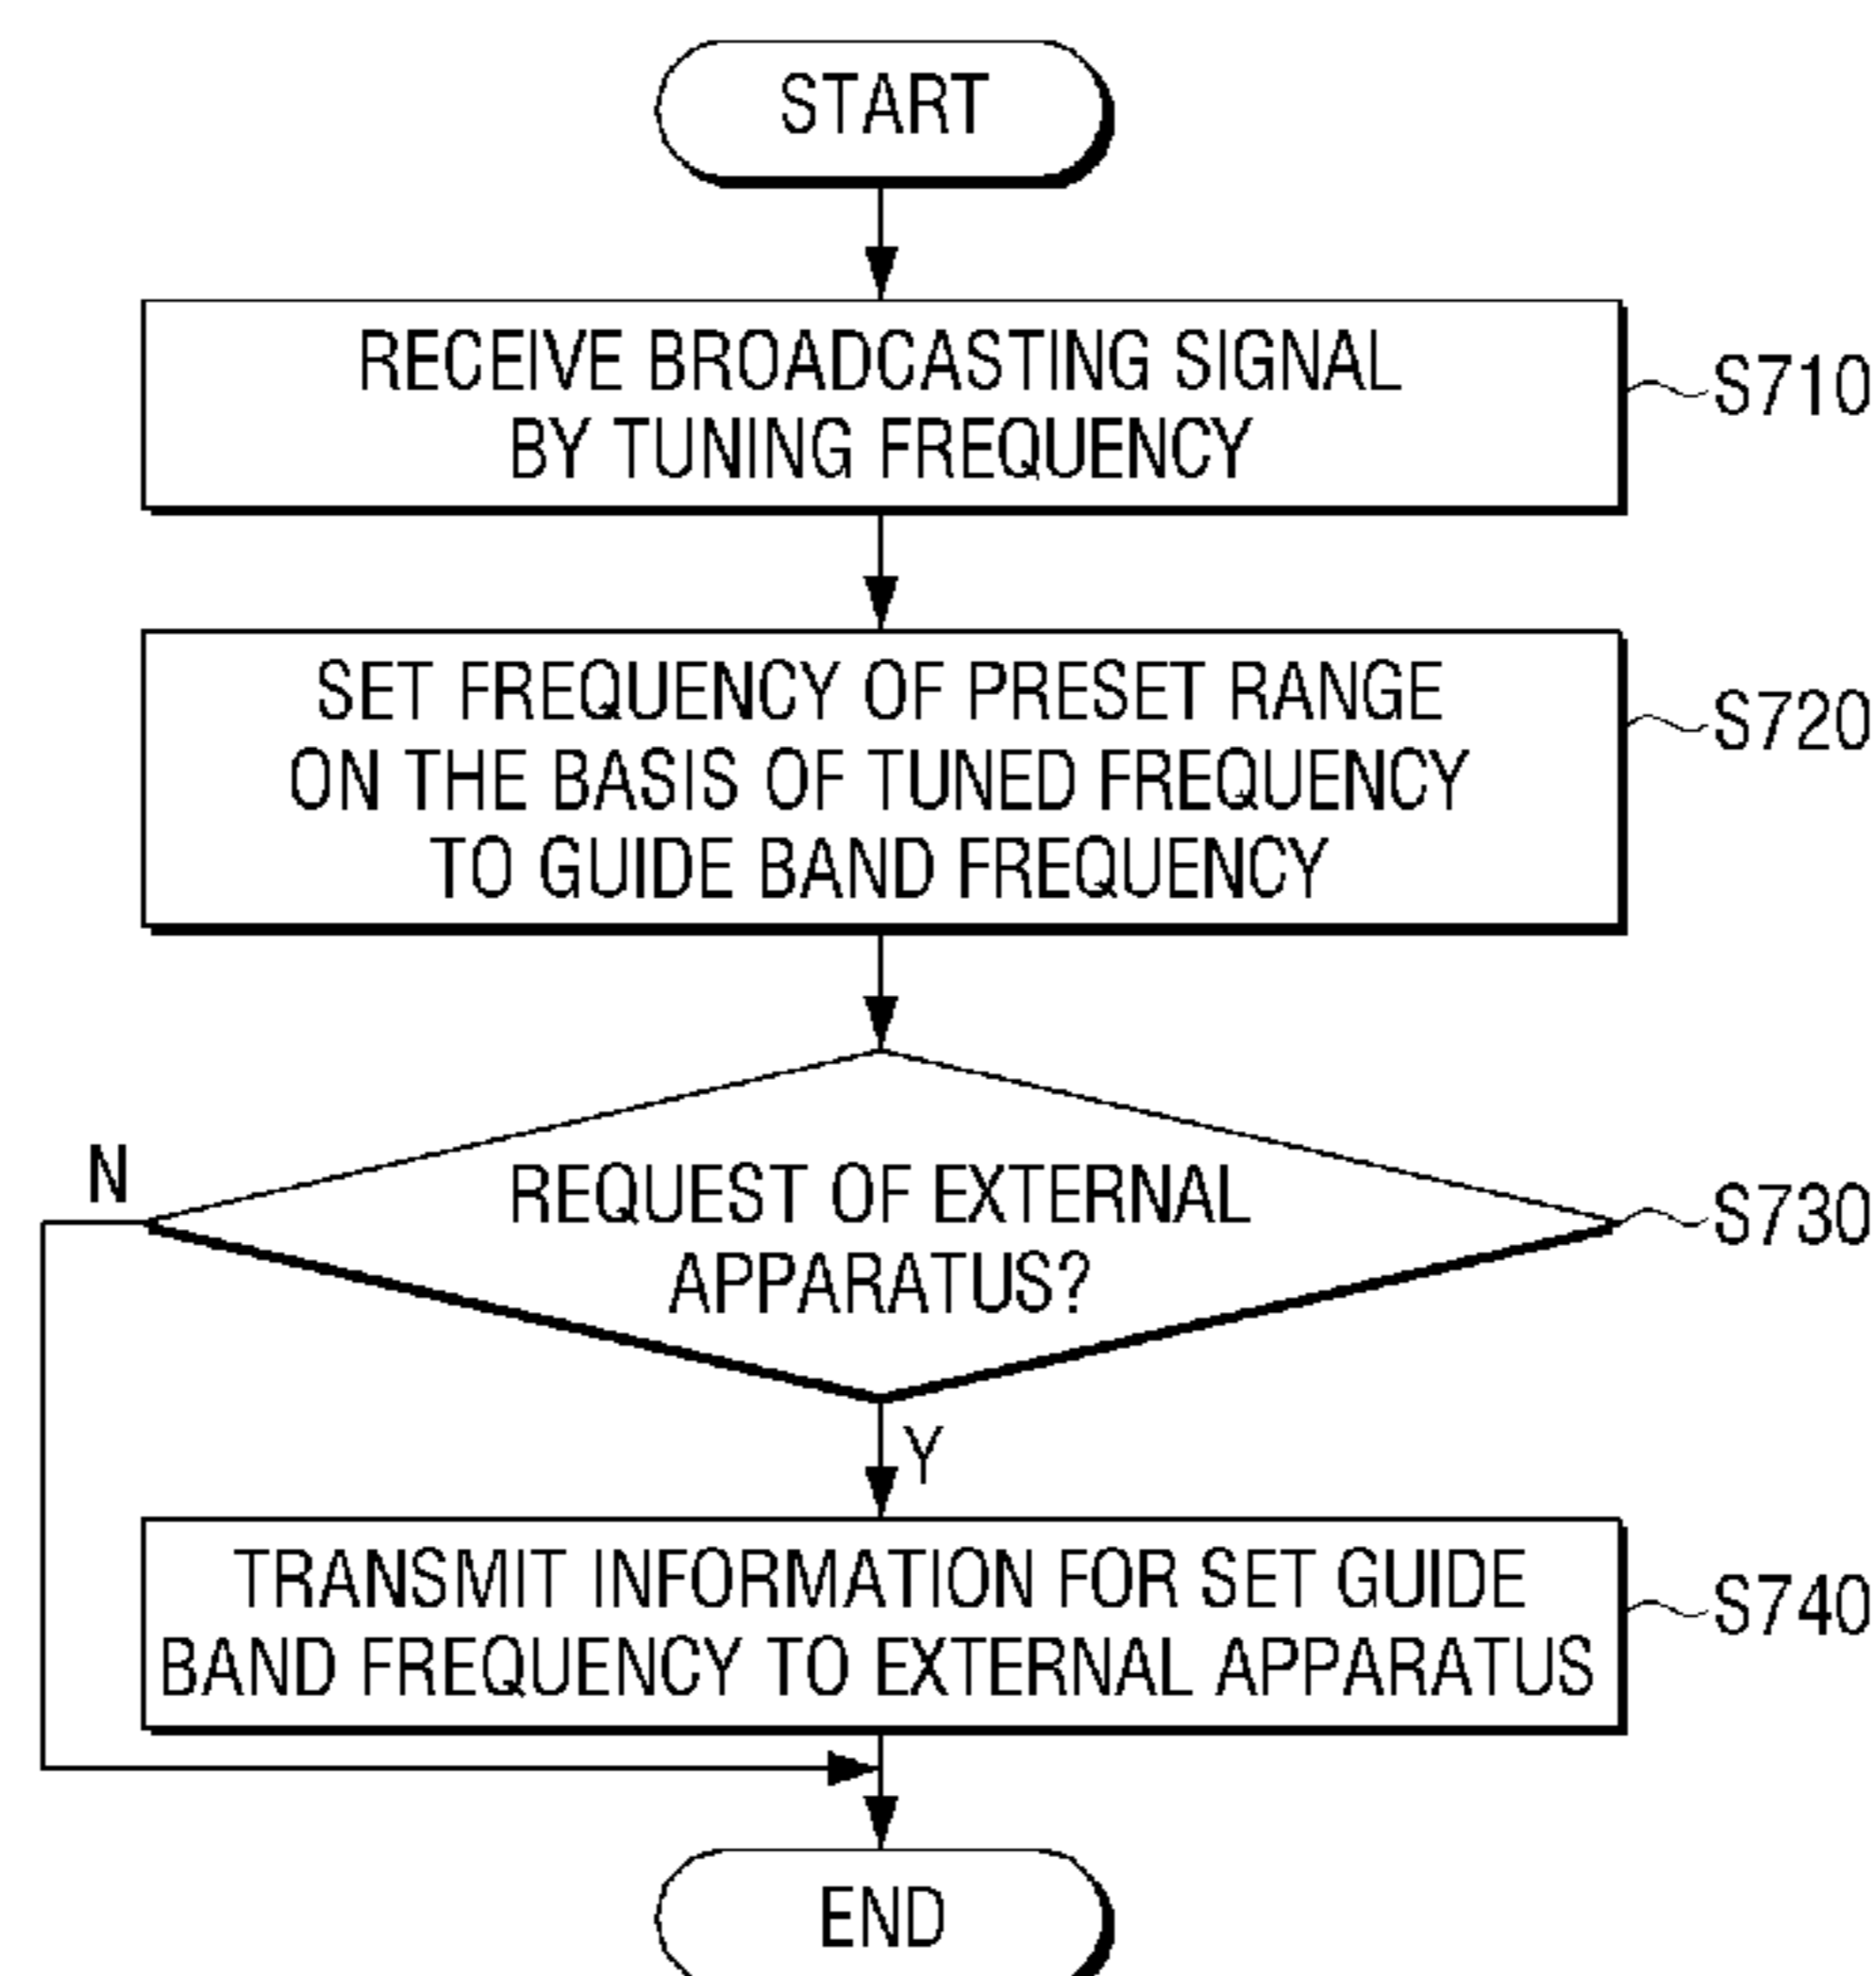 START
RECEIVE BROADCASTING SIGNAL
BY TUNING FREQUENCY
S710
SET FREQUENCY OF PRESET RANGE
ON THE BASIS OF TUNED FREQUENCY
TO GUIDE BAND FREQUENCY
S720
N
REQUEST OF EXTERNAL
APPARATUS?
S730
Y
TRANSMIT INFORMATION FOR SET GUIDE
BAND FREQUENCY TO EXTERNAL APPARATUS
S740
END